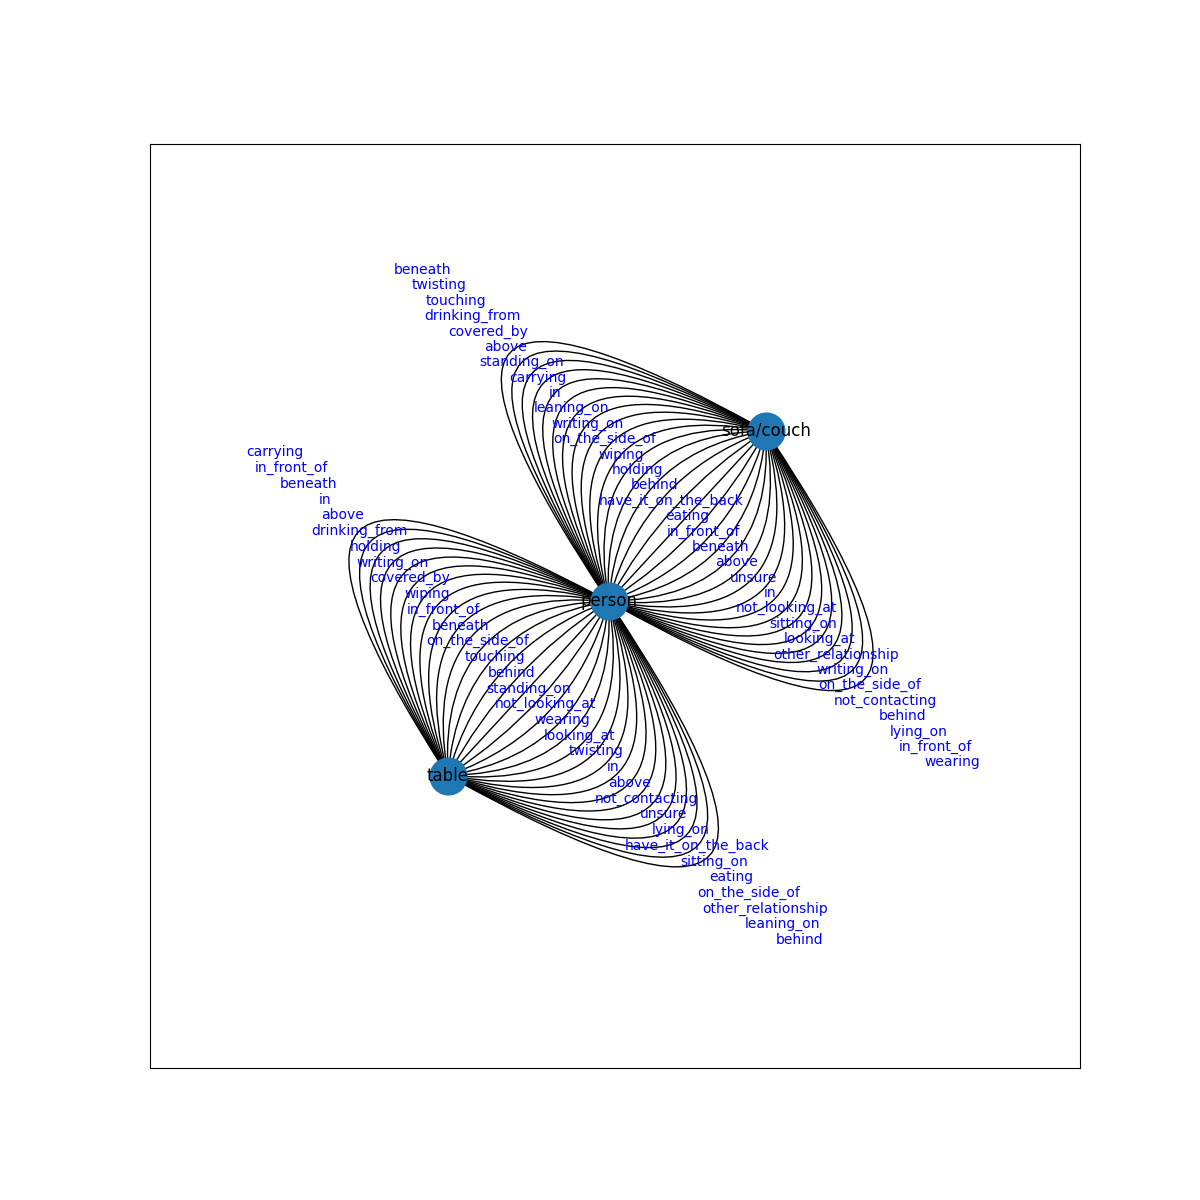 beneath
twisting
touching
drinking_from
covered_by
above
standing_on
carrying
in
leaning_on
writing_on
on_the_side_of
wiping
holding
behind
have_it_on_the_back
eating
in_front_of
beneath
above
unsure
in
not_looking_at
sitting_on
looking_at
other_relationship
writing_on
on_the_side_of
not_contacting
behind
lying_on
in_front_of
wearing
sofa/couch
person
table
carrying
in_front_of
beneath
in
above
drinking_from
holding
writing_on
covered_by
wiping
in_front_of
beneath
on_the_side_of
touching
behind
standing_on
not_looking_at
wearing
looking_at
twisting
in
above
not_contacting
unsure
lying_on
have_it_on_the_back
sitting_on
eating
on_the_side_of
other_relationship
leaning_on
behind